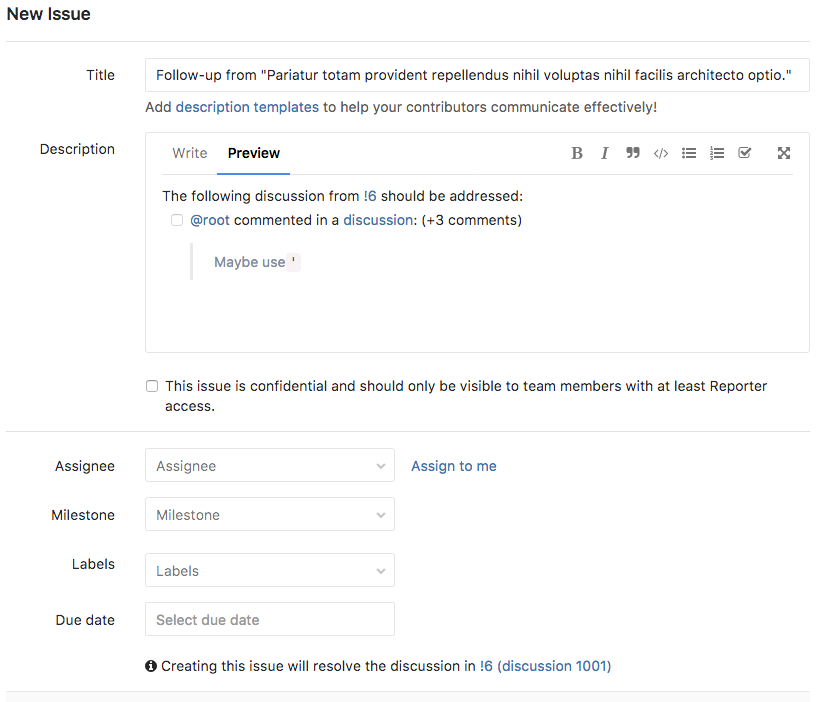 New Issue
Title
Follow-up from "Pariatur totam provident repellendus nihil voluptas nihil facilis architecto optio."
Add description templates to help your contributors communicate effectively!
Description
Write Preview
The following discussion from !6 should be addressed:
@root commented in a discussion: (+3 comments)
Maybe use '
This issue is confidential and should only be visible to team members with at least Reporter
access.
Assignee Assignee Assign to me
Milestone Milestone
Labels Labels
Due date Select due date
Creating this issue will resolve the discussion in !6 (discussion 1001)